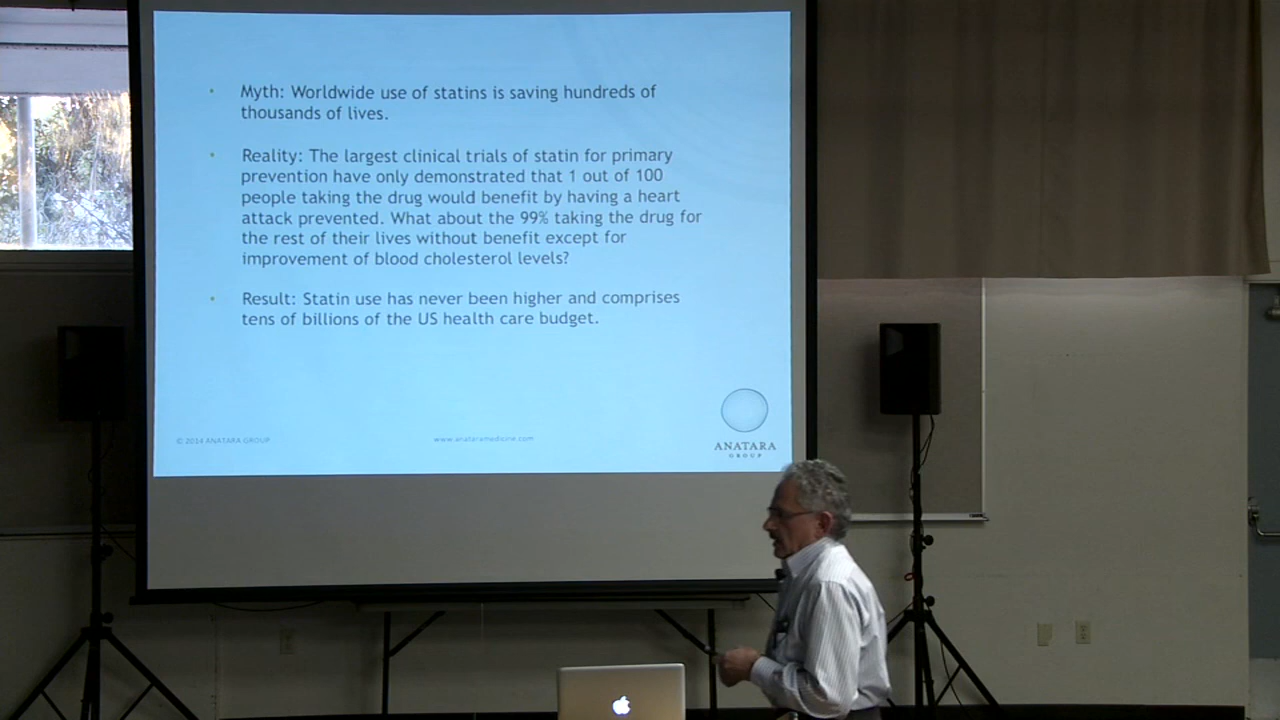 • Myth: Worldwide use of statins is saving hundreds of
thousands of lives.
• Reality: The largest clinical trials of statin for primary
prevention have only demonstrated that 1 out of 100
people taking the drug would benefit by having a heart
attack prevented. What about the 99% taking the drug for
the rest of their lives without benefit except for
improvement of blood cholesterol levels?
• Result: Statin use has never been higher and comprises
tens of billions of the US health care budget.
© 2014 ANATARA GROUP
www.anataramedicine.com
ANATARA
GROUP